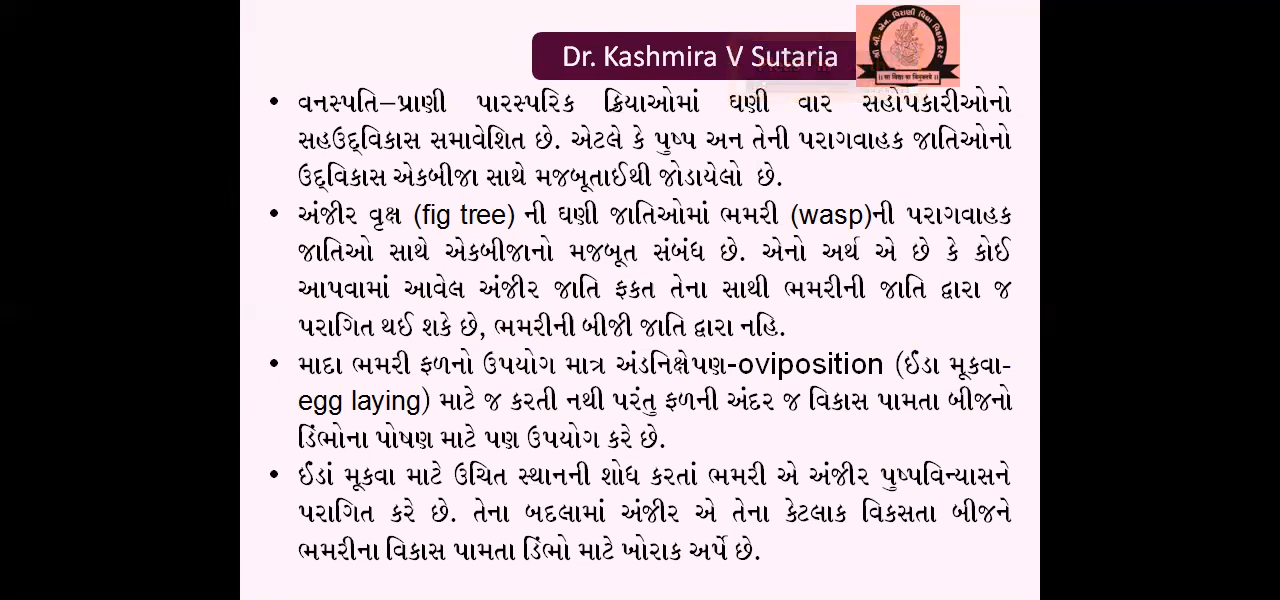 Dr. Kashmira V Sutaria
|| सा विद्या या विमुक्तये ||
• વનસ્પતિ–પ્રાણી પારસ્પરિક ક્રિયાઓમાં ઘણી વાર સહોપકારીઓનો
સહઉદ્‌વિકાસ સમાવેશિત છે. એટલે કે પુષ્પ અન તેની પરાગવાહક જાતિઓનો
ઉદ્‌વિકાસ એકબીજા સાથે મજબૂતાઈથી જોડાયેલો છે.
• અંજીર વૃક્ષ (fig tree) ની ઘણી જાતિઓમાં ભમરી (wasp)ની પરાગવાહક
જાતિઓ સાથે એકબીજાનો મજબૂત સંબંધ છે. એનો અર્થ એ છે કે કોઈ
આપવામાં આવેલ અંજીર જાતિ ફકત તેના સાથી ભમરીની જાતિ દ્વારા જ
પરાગિત થઈ શકે છે, ભમરીની બીજી જાતિ દ્વારા નહિ.
• માદા ભમરી ફળનો ઉપયોગ માત્ર અંડનિક્ષેપણ-oviposition (ઈંડા મૂકવા-
egg laying) માટે જ કરતી નથી પરંતુ ફળની અંદર જ વિકાસ પામતા બીજનો
ડિંભોના પોષણ માટે પણ ઉપયોગ કરે છે.
• ઈંડાં મૂકવા માટે ઉચિત સ્થાનની શોધ કરતાં ભમરી એ અંજીર પુષ્પવિન્યાસને
પરાગિત કરે છે. તેના બદલામાં અંજીર એ તેના કેટલાક વિકસતા બીજને
ભમરીના વિકાસ પામતા ડિંભો માટે ખોરાક અર્પે છે.